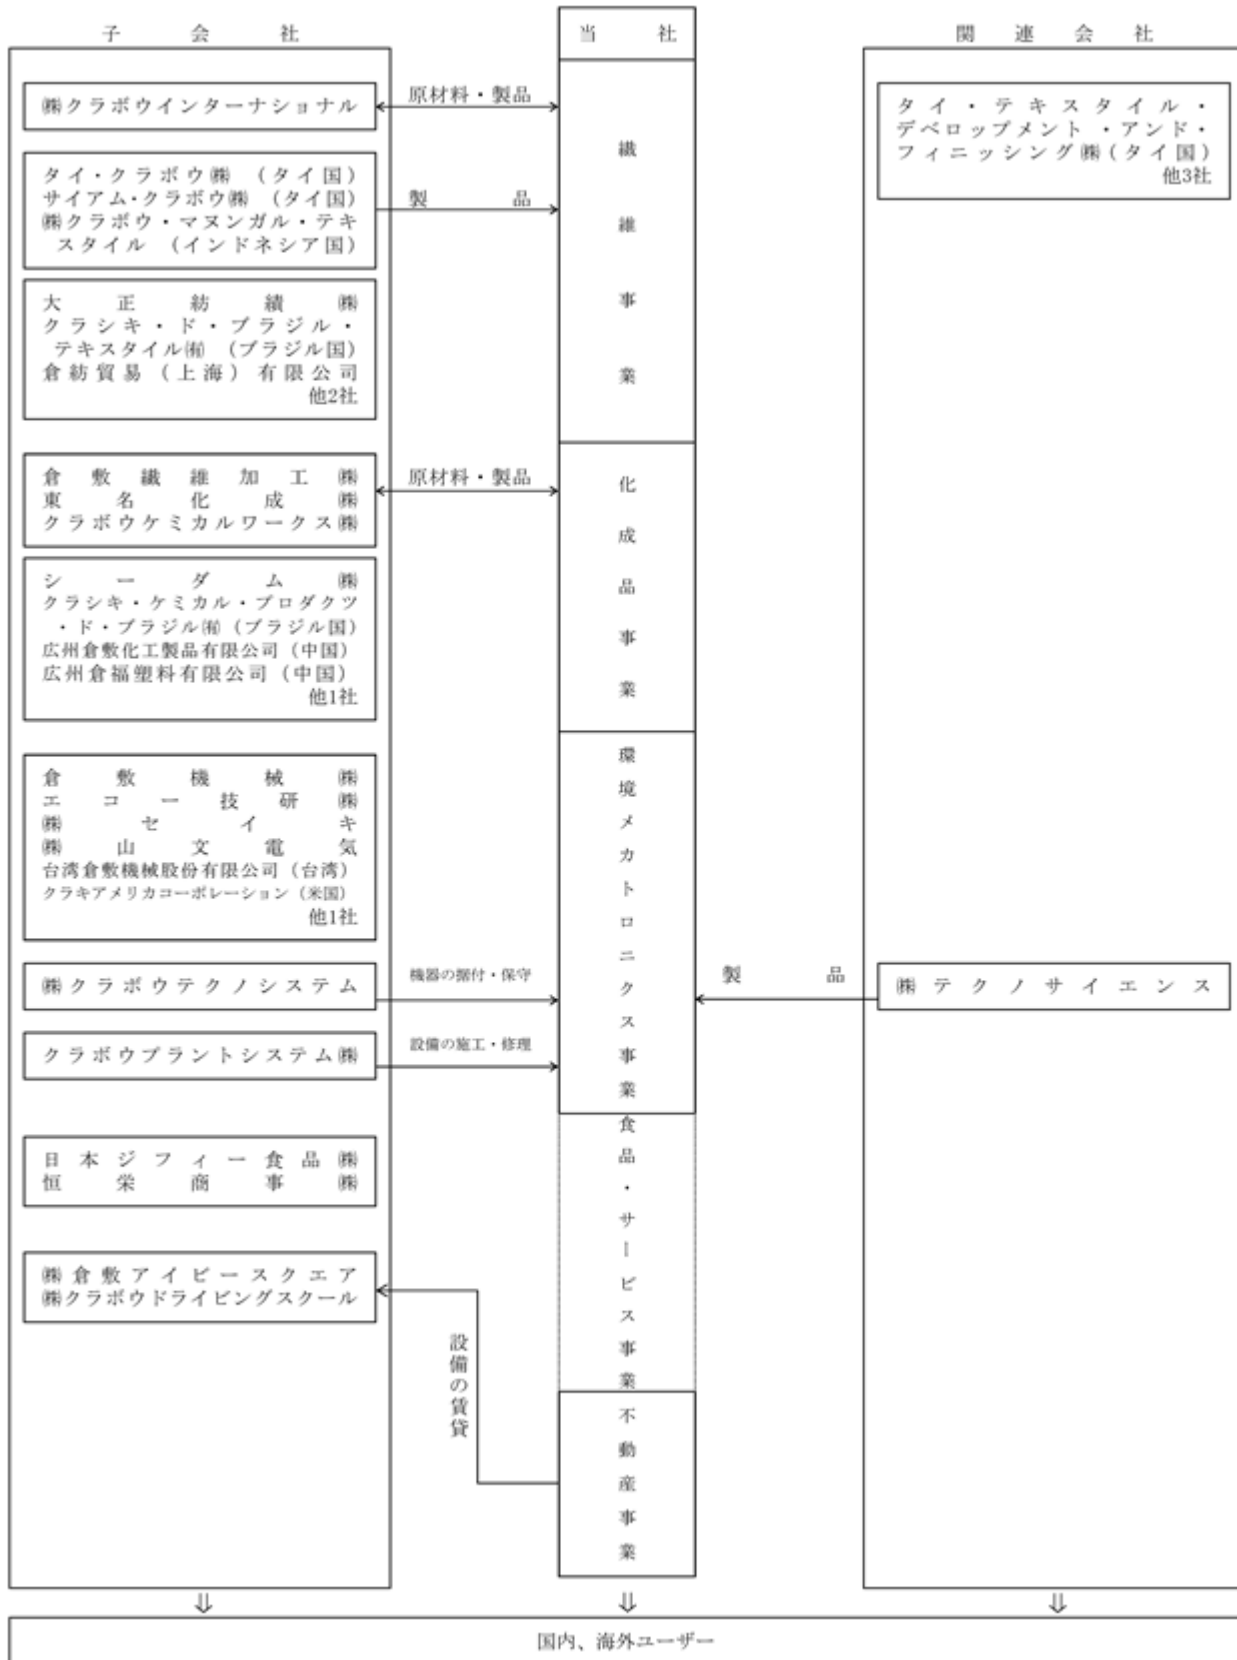 子会社
㈱クラボウインターナショナル
タイ・クラボウ㈱ (タイ国)
サイアム・クラボウ㈱ (タイ国)
㈱クラボウ・マヌンガル・テキ
スタイル (インドネシア国)
大正紡績㈱
クラシキ・ド・ブラジル・
テキスタイル㈲ (ブラジル国)
倉紡貿易(上海)有限公司
他2社
倉敷繊維加工㈱
東名化成㈱
クラボウケミカルワークス㈱
シーダム㈱
クラシキ・ケミカル・プロダクツ
・ド・ブラジル㈲(ブラジル国)
広州倉敷化工製品有限公司(中国)
広州倉福塑料有限公司(中国)
他1社
倉敷機械㈱
エコー技研㈱
㈱セイキ
㈱山文電気
台湾倉敷機械股份有限公司(台湾)
クラキアメリカコーポレーション(米国)
他1社
㈱クラボウテクノシステム
クラボウプラントシステム㈱
日本ジフィー食品㈱
恒栄商事㈱
㈱倉敷アイビースクエア
㈱クラボウドライビングスクール
原材料・製品
製品
原材料・製品
機器の据付・保守
設備の施工・修理
設備の賃貸
当社
繊維事業
化成品事業
環境メカトロニクス事業
食品・サービス事業
不動産事業
製品
関連会社
タイ・テキスタイル・
デベロップメント・アンド・
フィニッシング㈱(タイ国)
他3社
㈱テクノサイエンス
⇓ ⇓ ⇓
国内、海外ユーザー